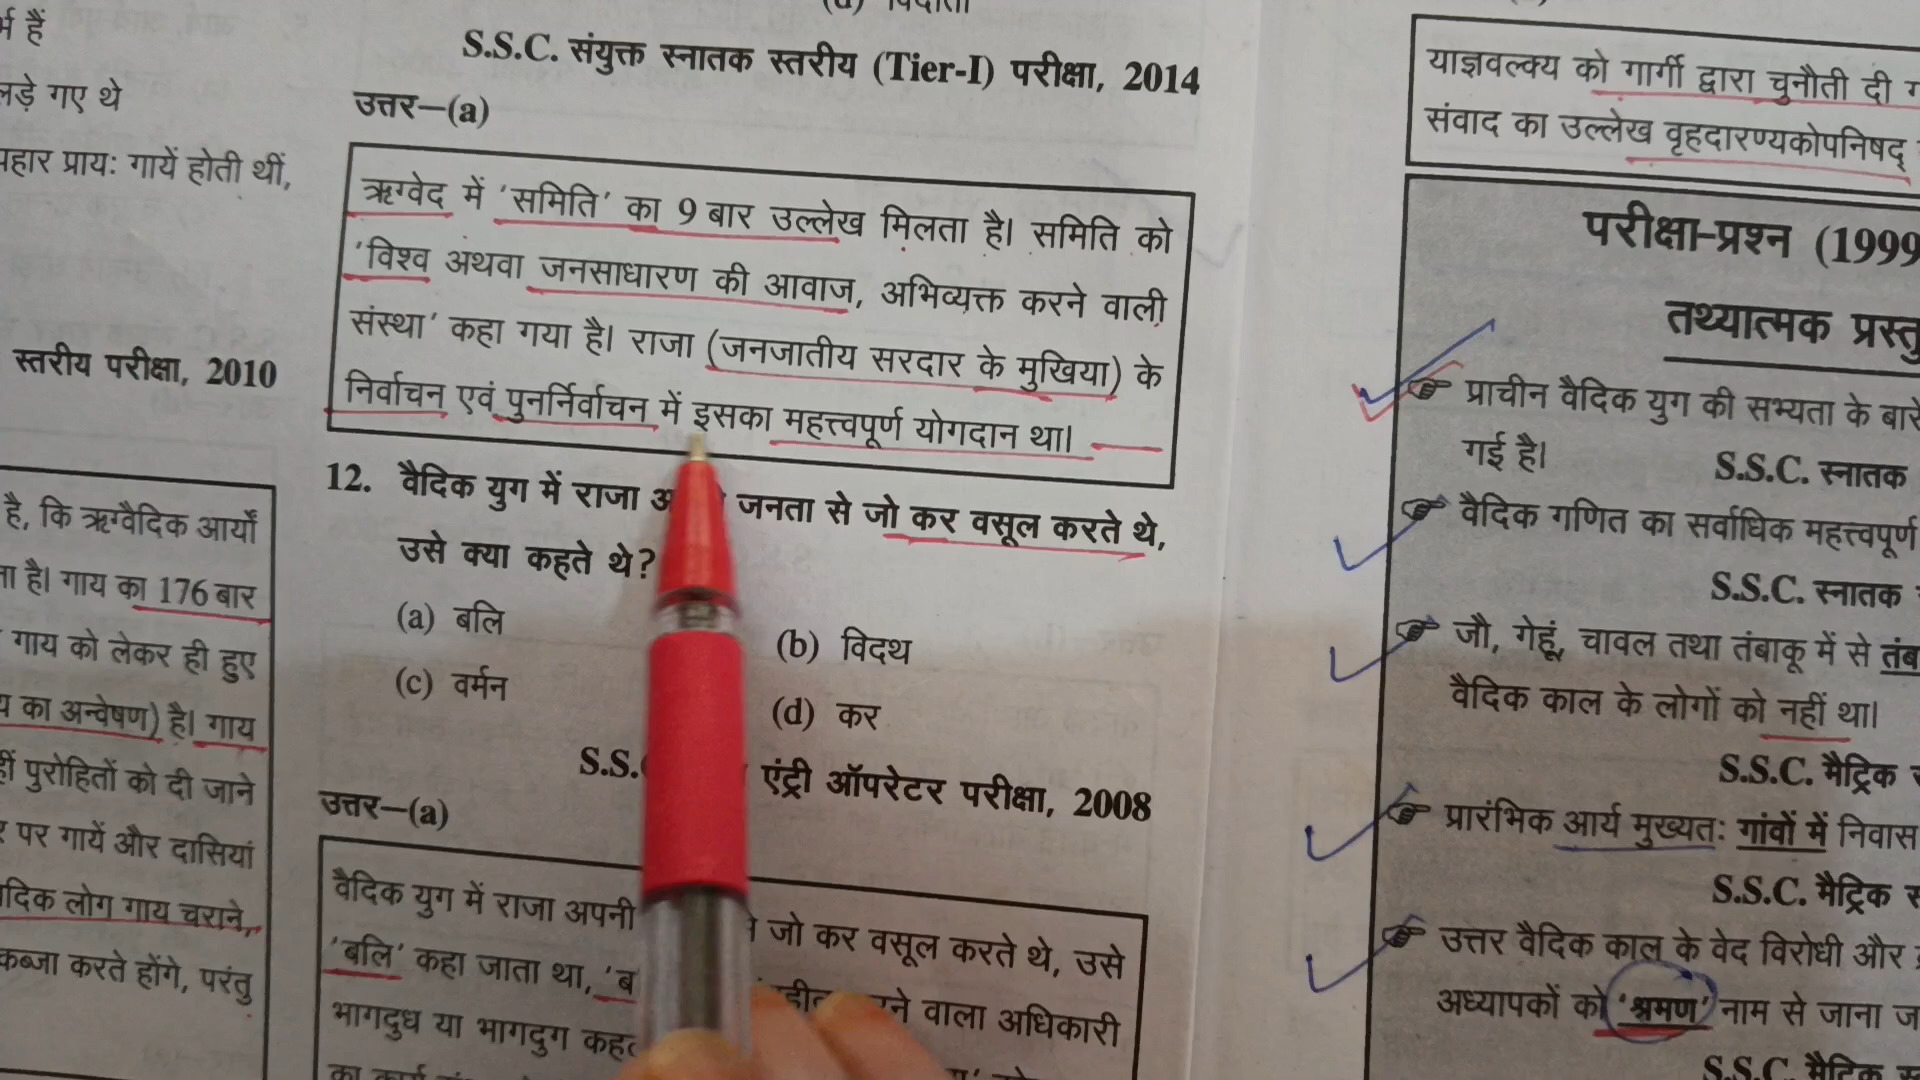 र्भ हैं
लड़े गए थे
प्रायः गायें होती थीं,
स्तरीय परीक्षा, 2010
है, कि ऋग्वैदिक आर्यों
है। गाय का 176 बार
गाय को लेकर ही हुए
का अन्वेषण) है। गाय
पुरोहितों को दी जाने
पर गायें और दासियां
लोग गाय चराने,
कब्जा करते होंगे, परंतु
S.S.C. संयुक्त स्नातक स्तरीय (Tier-I) परीक्षा, 2014
उत्तर—(a)
ऋग्वेद में 'समिति' का 9 बार उल्लेख मिलता है। समिति को
'विश्व अथवा जनसाधारण की आवाज, अभिव्यक्त करने वाली
संस्था' कहा गया है। राजा (जनजातीय सरदार के मुखिया) के
निर्वाचन एवं पुनर्निर्वाचन में इसका महत्त्वपूर्ण योगदान था।
12. वैदिक युग में राजा जनता से जो कर वसूल करते थे,
उसे क्या कहते थे?
(a) बलि (b) विदथ
(c) वर्मन (d) कर
S.S. एंट्री ऑपरेटर परीक्षा, 2008
उत्तर—(a)
वैदिक युग में राजा अपनी जो कर वसूल करते थे, उसे
'बलि' कहा जाता था, वाला अधिकारी
भागदुध या भागदुग
याज्ञवल्क्य को गार्गी द्वारा चुनौती दी
संवाद का उल्लेख वृहदारण्यकोपनिषद्
परीक्षा-प्रश्न (1999
तथ्यात्मक
प्राचीन वैदिक युग की सभ्यता के बारे
गई है।
S.S.C. स्नातक
वैदिक गणित का सर्वाधिक महत्त्वपूर्ण
S.S.C. स्नातक
जौ, गेहूं, चावल तथा तंबाकू में से
वैदिक काल के लोगों को नहीं था।
S.S.C. मैट्रिक
प्रारंभिक आर्य मुख्यतः गांवों में निवास
S.S.C. मैट्रिक
उत्तर वैदिक काल के वेद विरोधी और
अध्यापकों को 'श्रमण' नाम से जाना
S.S.C. मैट्रिक